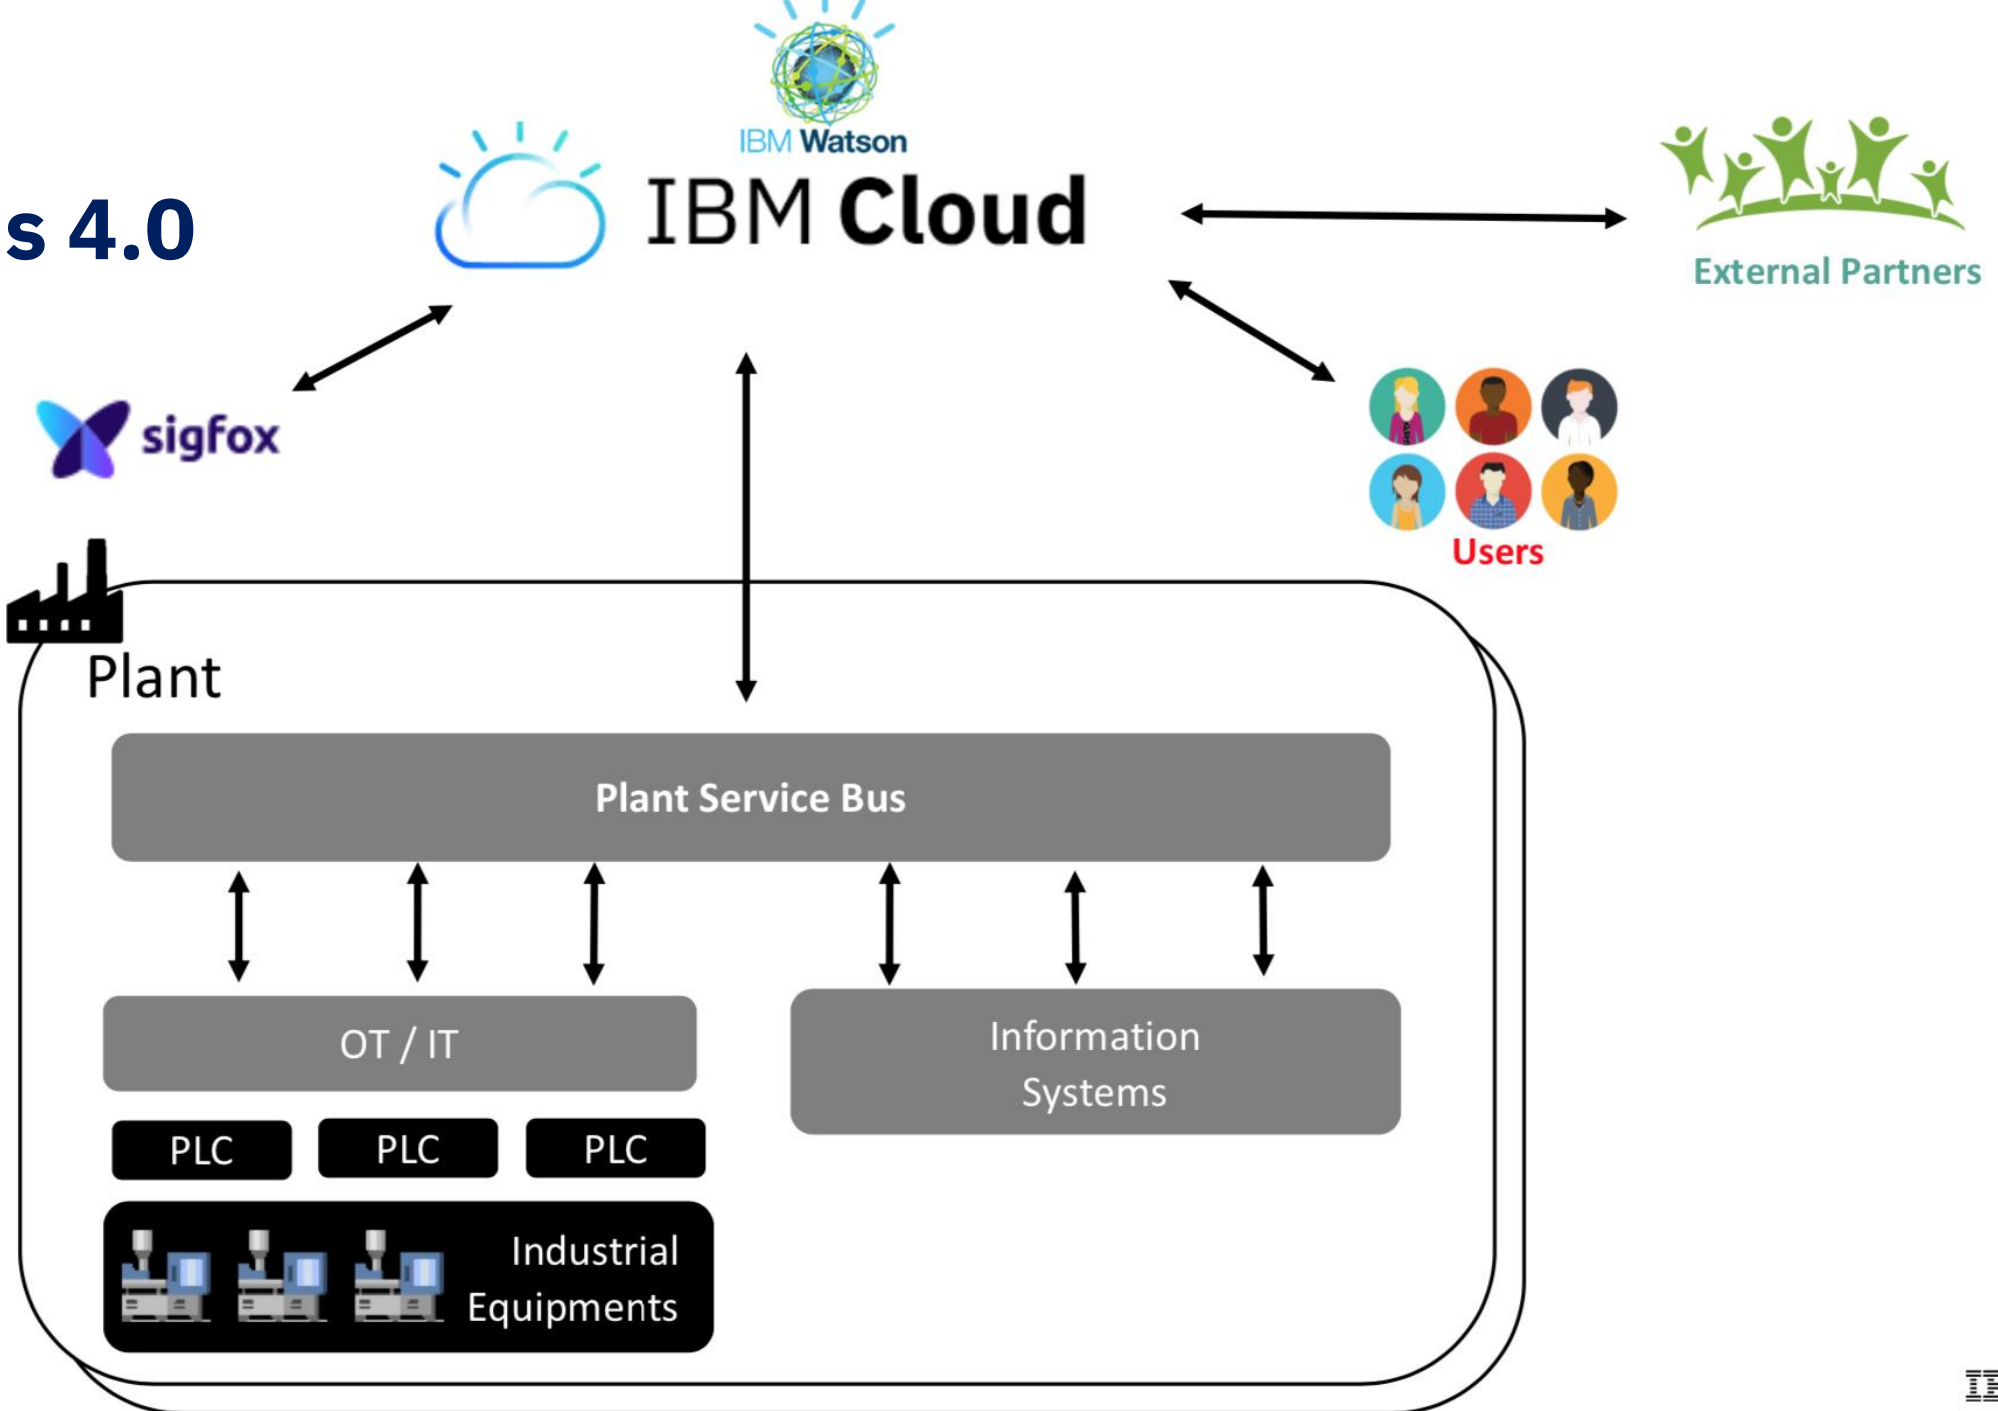 IBM Watson
IBM Cloud
s 4.0
External Partners
sigfox
Users
Plant
Plant Service Bus
OT / IT
Information
Systems
PLC
PLC
PLC
Industrial
Equipments